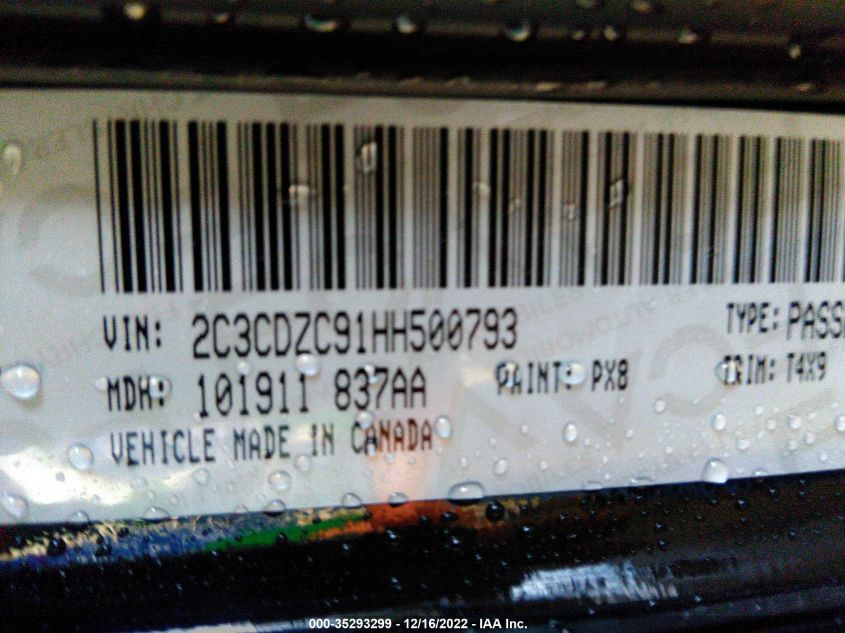 VIN: 2C3CDZC91HH500793 TYPE: PASS
MDH: 101911 837AA PAINT: PX8 TRIM: T4X9
VEHICLE MADE IN CANADA
000-35293299 - 12/16/2022 - IAA Inc.